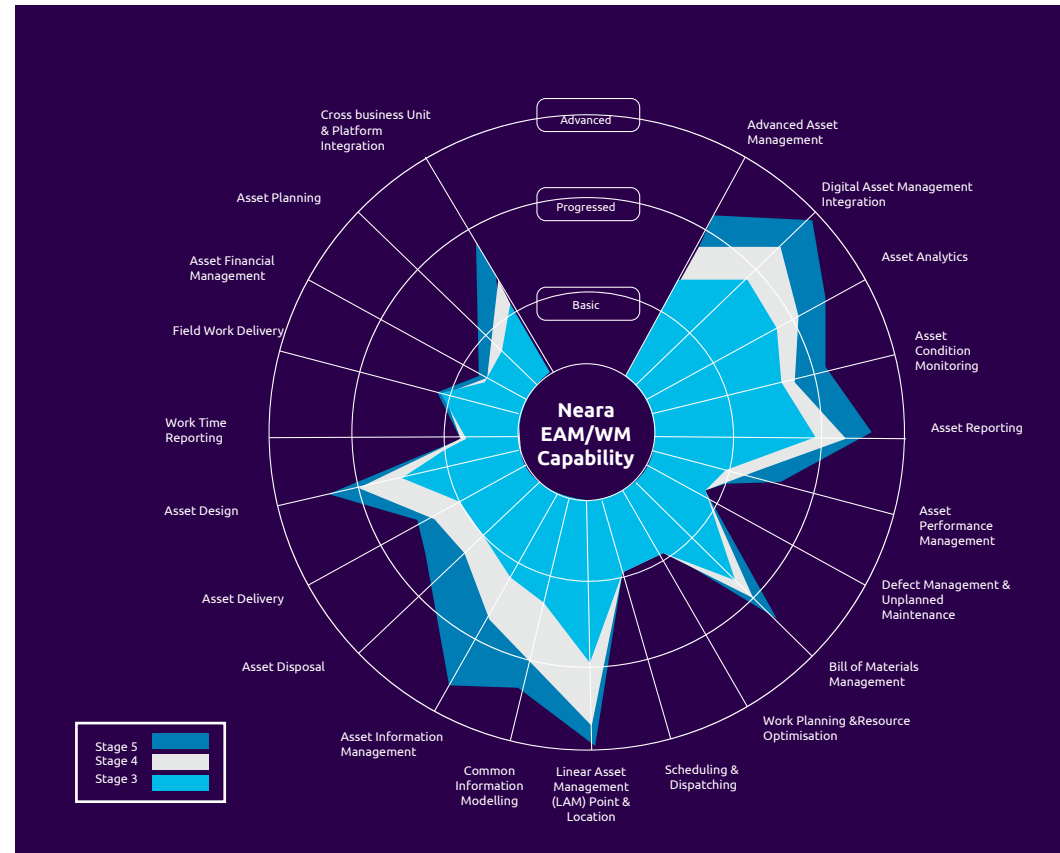 Cross business Unit
& Platform
Integration
Advanced
Advanced Asset
Management
Asset Planning
Progressed
Digital Asset Management
Integration
Asset Financial
Management
Asset Analytics
Basic
Field Work Delivery
Asset
Condition
Monitoring
Neara
EAM/WM
Capability
Work Time
Reporting
Asset Reporting
Asset Design
Asset
Performance
Management
Asset Delivery
Defect Management &
Unplanned
Maintenance
Asset Disposal
Bill of Materials
Management
Asset Information
Management
Work Planning &Resource
Optimisation
Common
Information
Modelling
Linear Asset
Management
(LAM) Point &
Location
Scheduling &
Dispatching
Stage 5
Stage 4
Stage 3